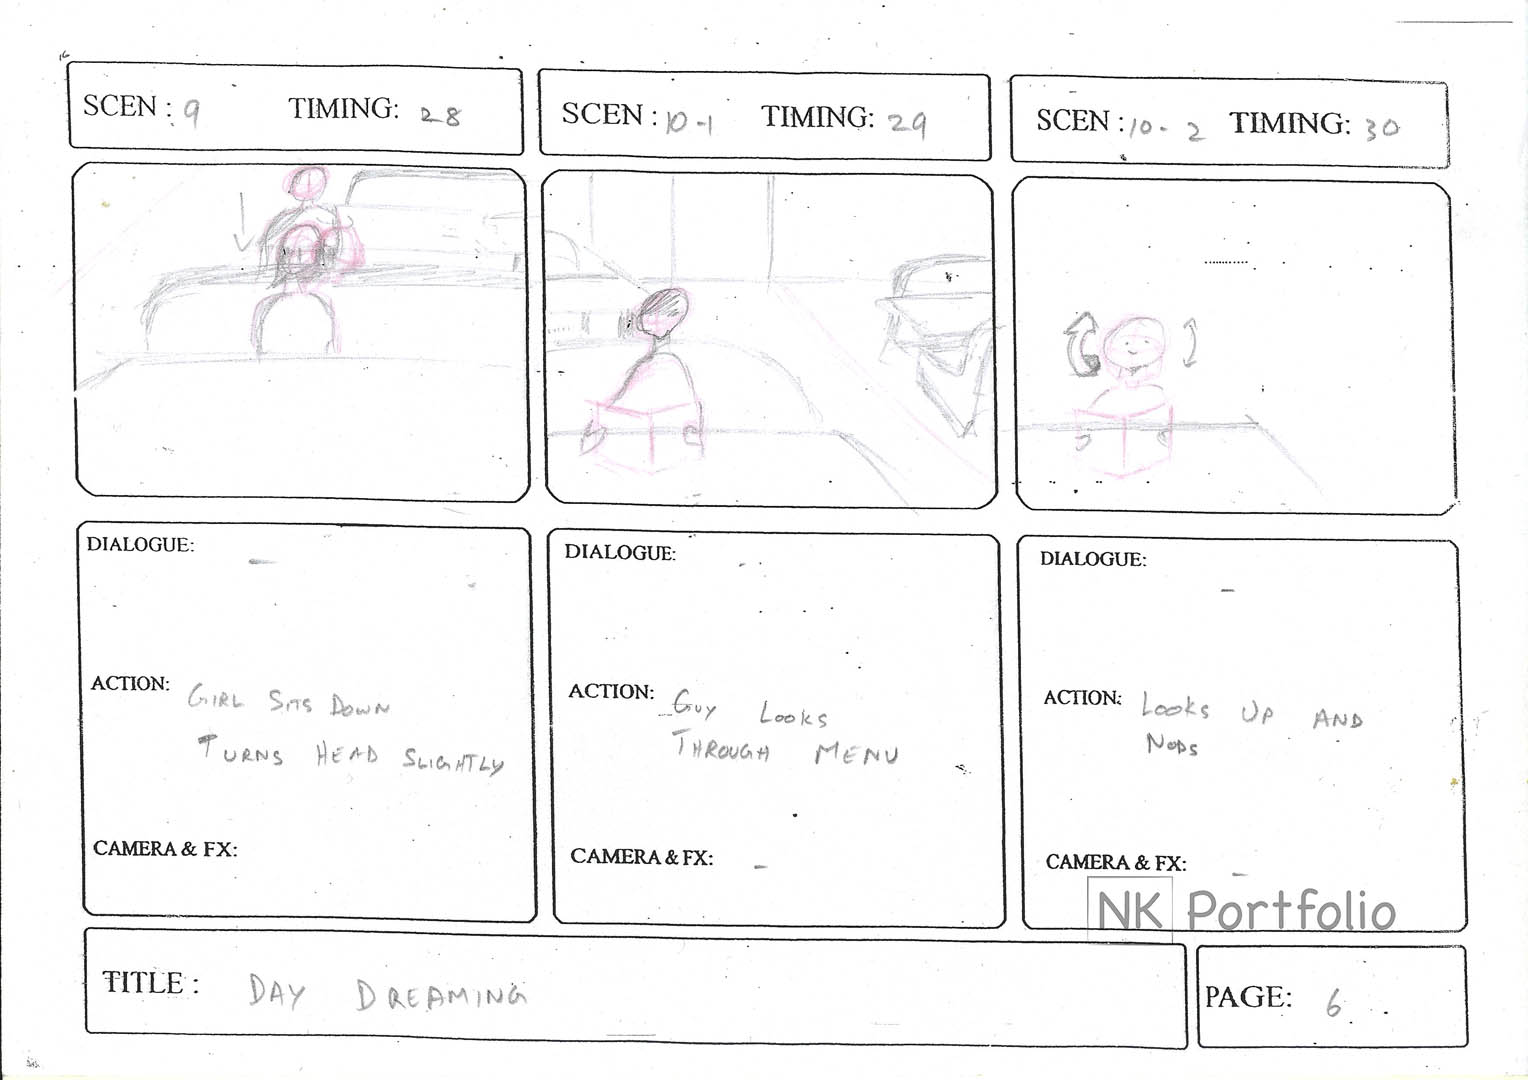 SCEN : 9 TIMING: 28
SCEN : 10-1 TIMING: 29
SCEN : 10-2 TIMING: 30
DIALOGUE: -
ACTION: GIRL SITS DOWN
TURNS HEAD SLIGHTLY
CAMERA & FX:
DIALOGUE: -
ACTION: GUY LOOKS
THROUGH MENU
CAMERA & FX: -
DIALOGUE: -
ACTION: LOOKS UP AND
NODS
CAMERA & FX: -
NK Portfolio
TITLE : DAY DREAMING
PAGE: 6